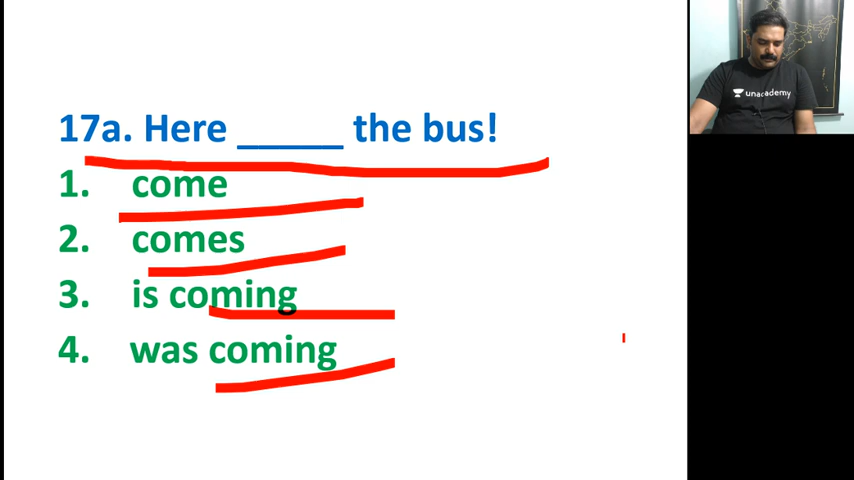 17a. Here _____ the bus!
1. come
2. comes
3. is coming
4. was coming
unacademy